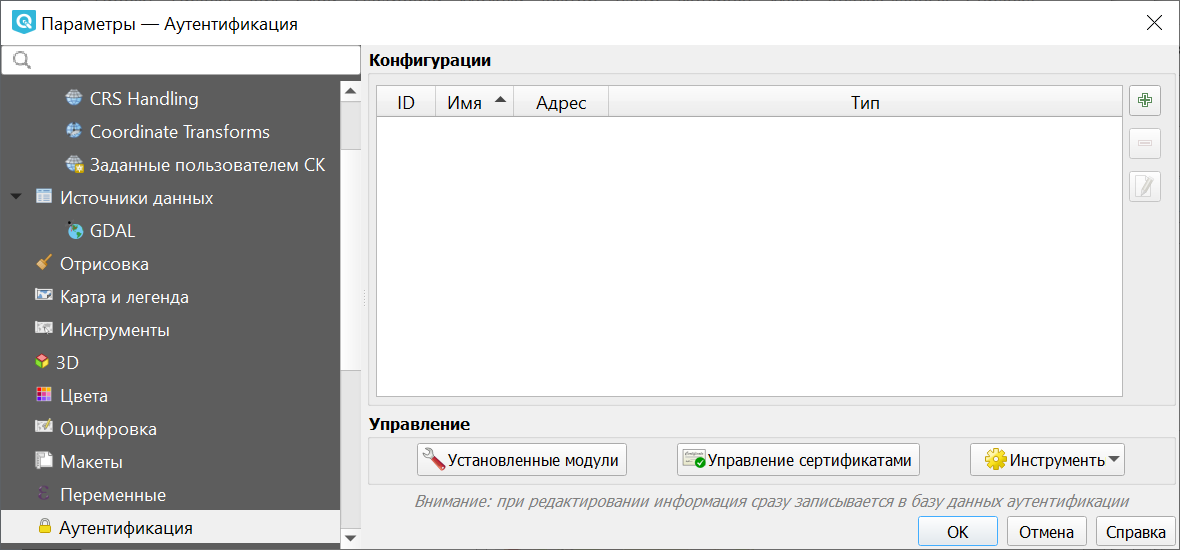 Параметры — Аутентификация
CRS Handling
Coordinate Transforms
Заданные пользователем СК
Источники данных
GDAL
Отрисовка
Карта и легенда
Инструменты
3D
Цвета
Оцифровка
Макеты
Переменные
Аутентификация
Конфигурации
ID Имя Адрес Тип
Управление
Установленные модули Управление сертификатами Инструменть
Внимание: при редактировании информация сразу записывается в базу данных аутентификации
OK Отмена Справка